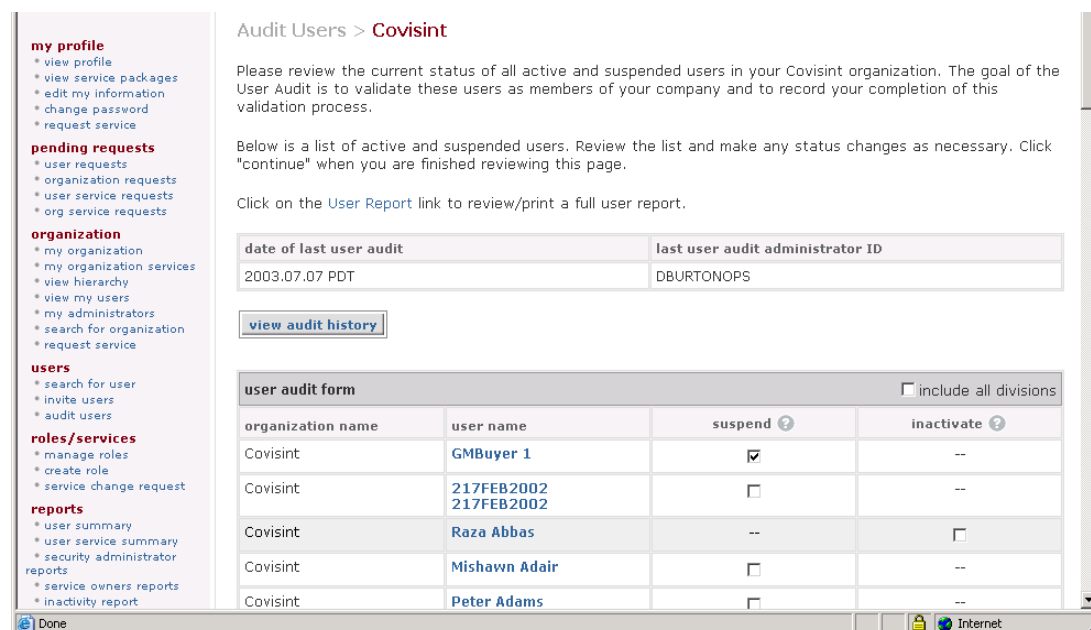 my profile
* view profile
* view service packages
* edit my information
* change password
* request service
pending requests
* user requests
* organization requests
* user service requests
* org service requests
organization
* my organization
* my organization services
* view hierarchy
* view my users
* my administrators
* search for organization
* request service
users
* search for user
* invite users
* audit users
roles/services
* manage roles
* create role
* service change request
reports
* user summary
* user service summary
* security administrator
reports
* service owners reports
* inactivity report
Audit Users > Covisint
Please review the current status of all active and suspended users in your Covisint organization. The goal of the
User Audit is to validate these users as members of your company and to record your completion of this
validation process.
Below is a list of active and suspended users. Review the list and make any status changes as necessary. Click
"continue" when you are finished reviewing this page.
Click on the User Report link to review/print a full user report.
date of last user audit last user audit administrator ID
2003.07.07 PDT DBURTONOPS
view audit history
user audit form include all divisions
organization name user name suspend ? inactivate ?
Covisint GMBuyer 1 --
Covisint 217FEB2002 --
217FEB2002
Covisint Raza Abbas --
Covisint Mishawn Adair --
Covisint Peter Adams --
Done Internet